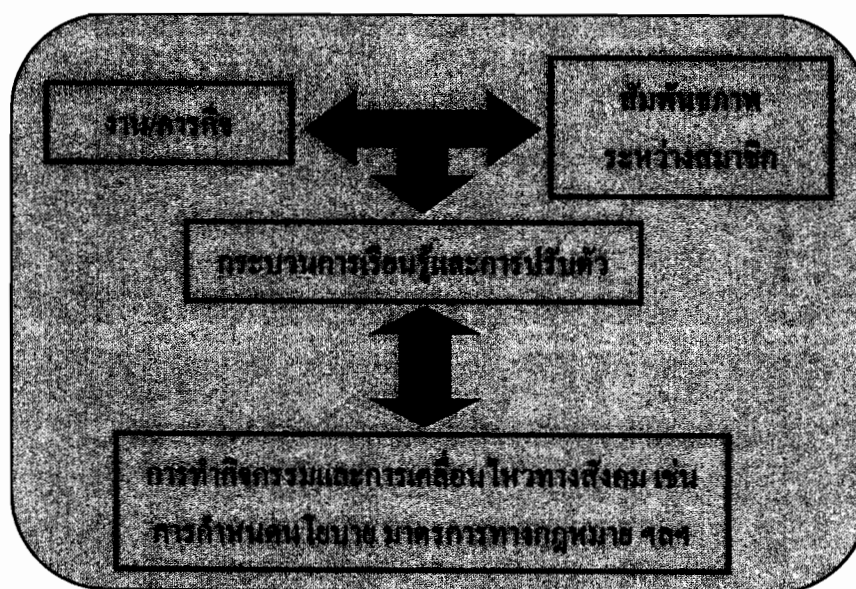 งาน/ภารกิจ
สัมพันธภาพ
ระหว่างสมาชิก
กระบวนการเรียนรู้และการปรับตัว
การทำกิจกรรมและการเคลื่อนไหวทางสังคม เช่น
การกำหนดนโยบาย มาตรการทางกฎหมาย ฯลฯ